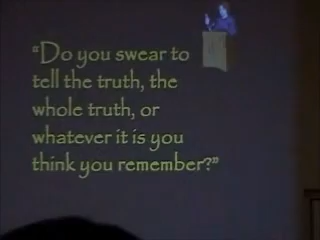 “Do you swear to
tell the truth, the
whole truth, or
whatever it is you
think you remember?”